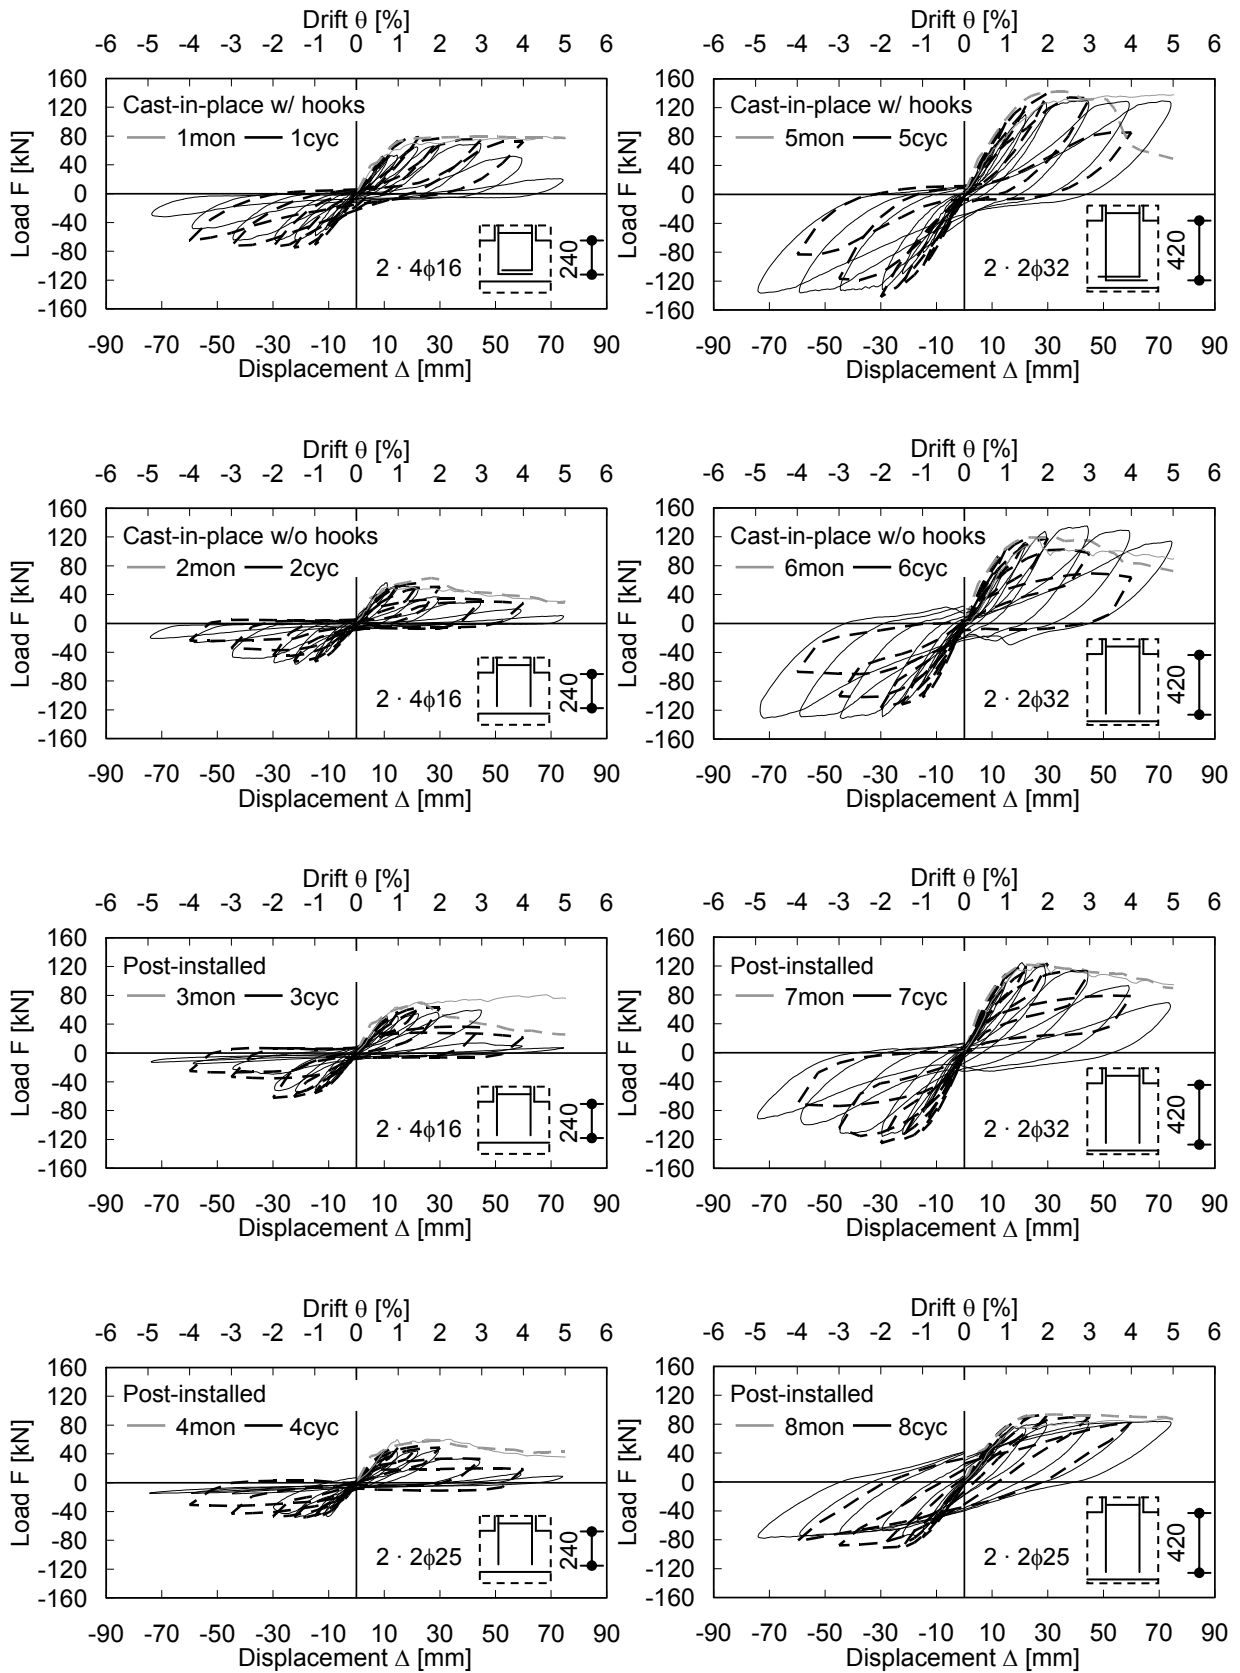 Drift θ [%]
-6 -5 -4 -3 -2 -1 0 1 2 3 4 5 6
160
120
80
40
0
-40
-80
-120
-160
Load F [kN]
Cast-in-place w/ hooks
1mon 1cyc
2 · 4ϕ16
240
-90 -70 -50 -30 -10 10 30 50 70 90
Displacement Δ [mm]
Drift θ [%]
-6 -5 -4 -3 -2 -1 0 1 2 3 4 5 6
160
120
80
40
0
-40
-80
-120
-160
Load F [kN]
Cast-in-place w/ hooks
5mon 5cyc
2 · 2ϕ32
420
-90 -70 -50 -30 -10 10 30 50 70 90
Displacement Δ [mm]
Drift θ [%]
-6 -5 -4 -3 -2 -1 0 1 2 3 4 5 6
160
120
80
40
0
-40
-80
-120
-160
Load F [kN]
Cast-in-place w/o hooks
2mon 2cyc
2 · 4ϕ16
240
-90 -70 -50 -30 -10 10 30 50 70 90
Displacement Δ [mm]
Drift θ [%]
-6 -5 -4 -3 -2 -1 0 1 2 3 4 5 6
160
120
80
40
0
-40
-80
-120
-160
Load F [kN]
Cast-in-place w/o hooks
6mon 6cyc
2 · 2ϕ32
420
-90 -70 -50 -30 -10 10 30 50 70 90
Displacement Δ [mm]
Drift θ [%]
-6 -5 -4 -3 -2 -1 0 1 2 3 4 5 6
160
120
80
40
0
-40
-80
-120
-160
Load F [kN]
Post-installed
3mon 3cyc
2 · 4ϕ16
240
-90 -70 -50 -30 -10 10 30 50 70 90
Displacement Δ [mm]
Drift θ [%]
-6 -5 -4 -3 -2 -1 0 1 2 3 4 5 6
160
120
80
40
0
-40
-80
-120
-160
Load F [kN]
Post-installed
7mon 7cyc
2 · 2ϕ32
420
-90 -70 -50 -30 -10 10 30 50 70 90
Displacement Δ [mm]
Drift θ [%]
-6 -5 -4 -3 -2 -1 0 1 2 3 4 5 6
160
120
80
40
0
-40
-80
-120
-160
Load F [kN]
Post-installed
4mon 4cyc
2 · 2ϕ25
240
-90 -70 -50 -30 -10 10 30 50 70 90
Displacement Δ [mm]
Drift θ [%]
-6 -5 -4 -3 -2 -1 0 1 2 3 4 5 6
160
120
80
40
0
-40
-80
-120
-160
Load F [kN]
Post-installed
8mon 8cyc
2 · 2ϕ25
420
-90 -70 -50 -30 -10 10 30 50 70 90
Displacement Δ [mm]